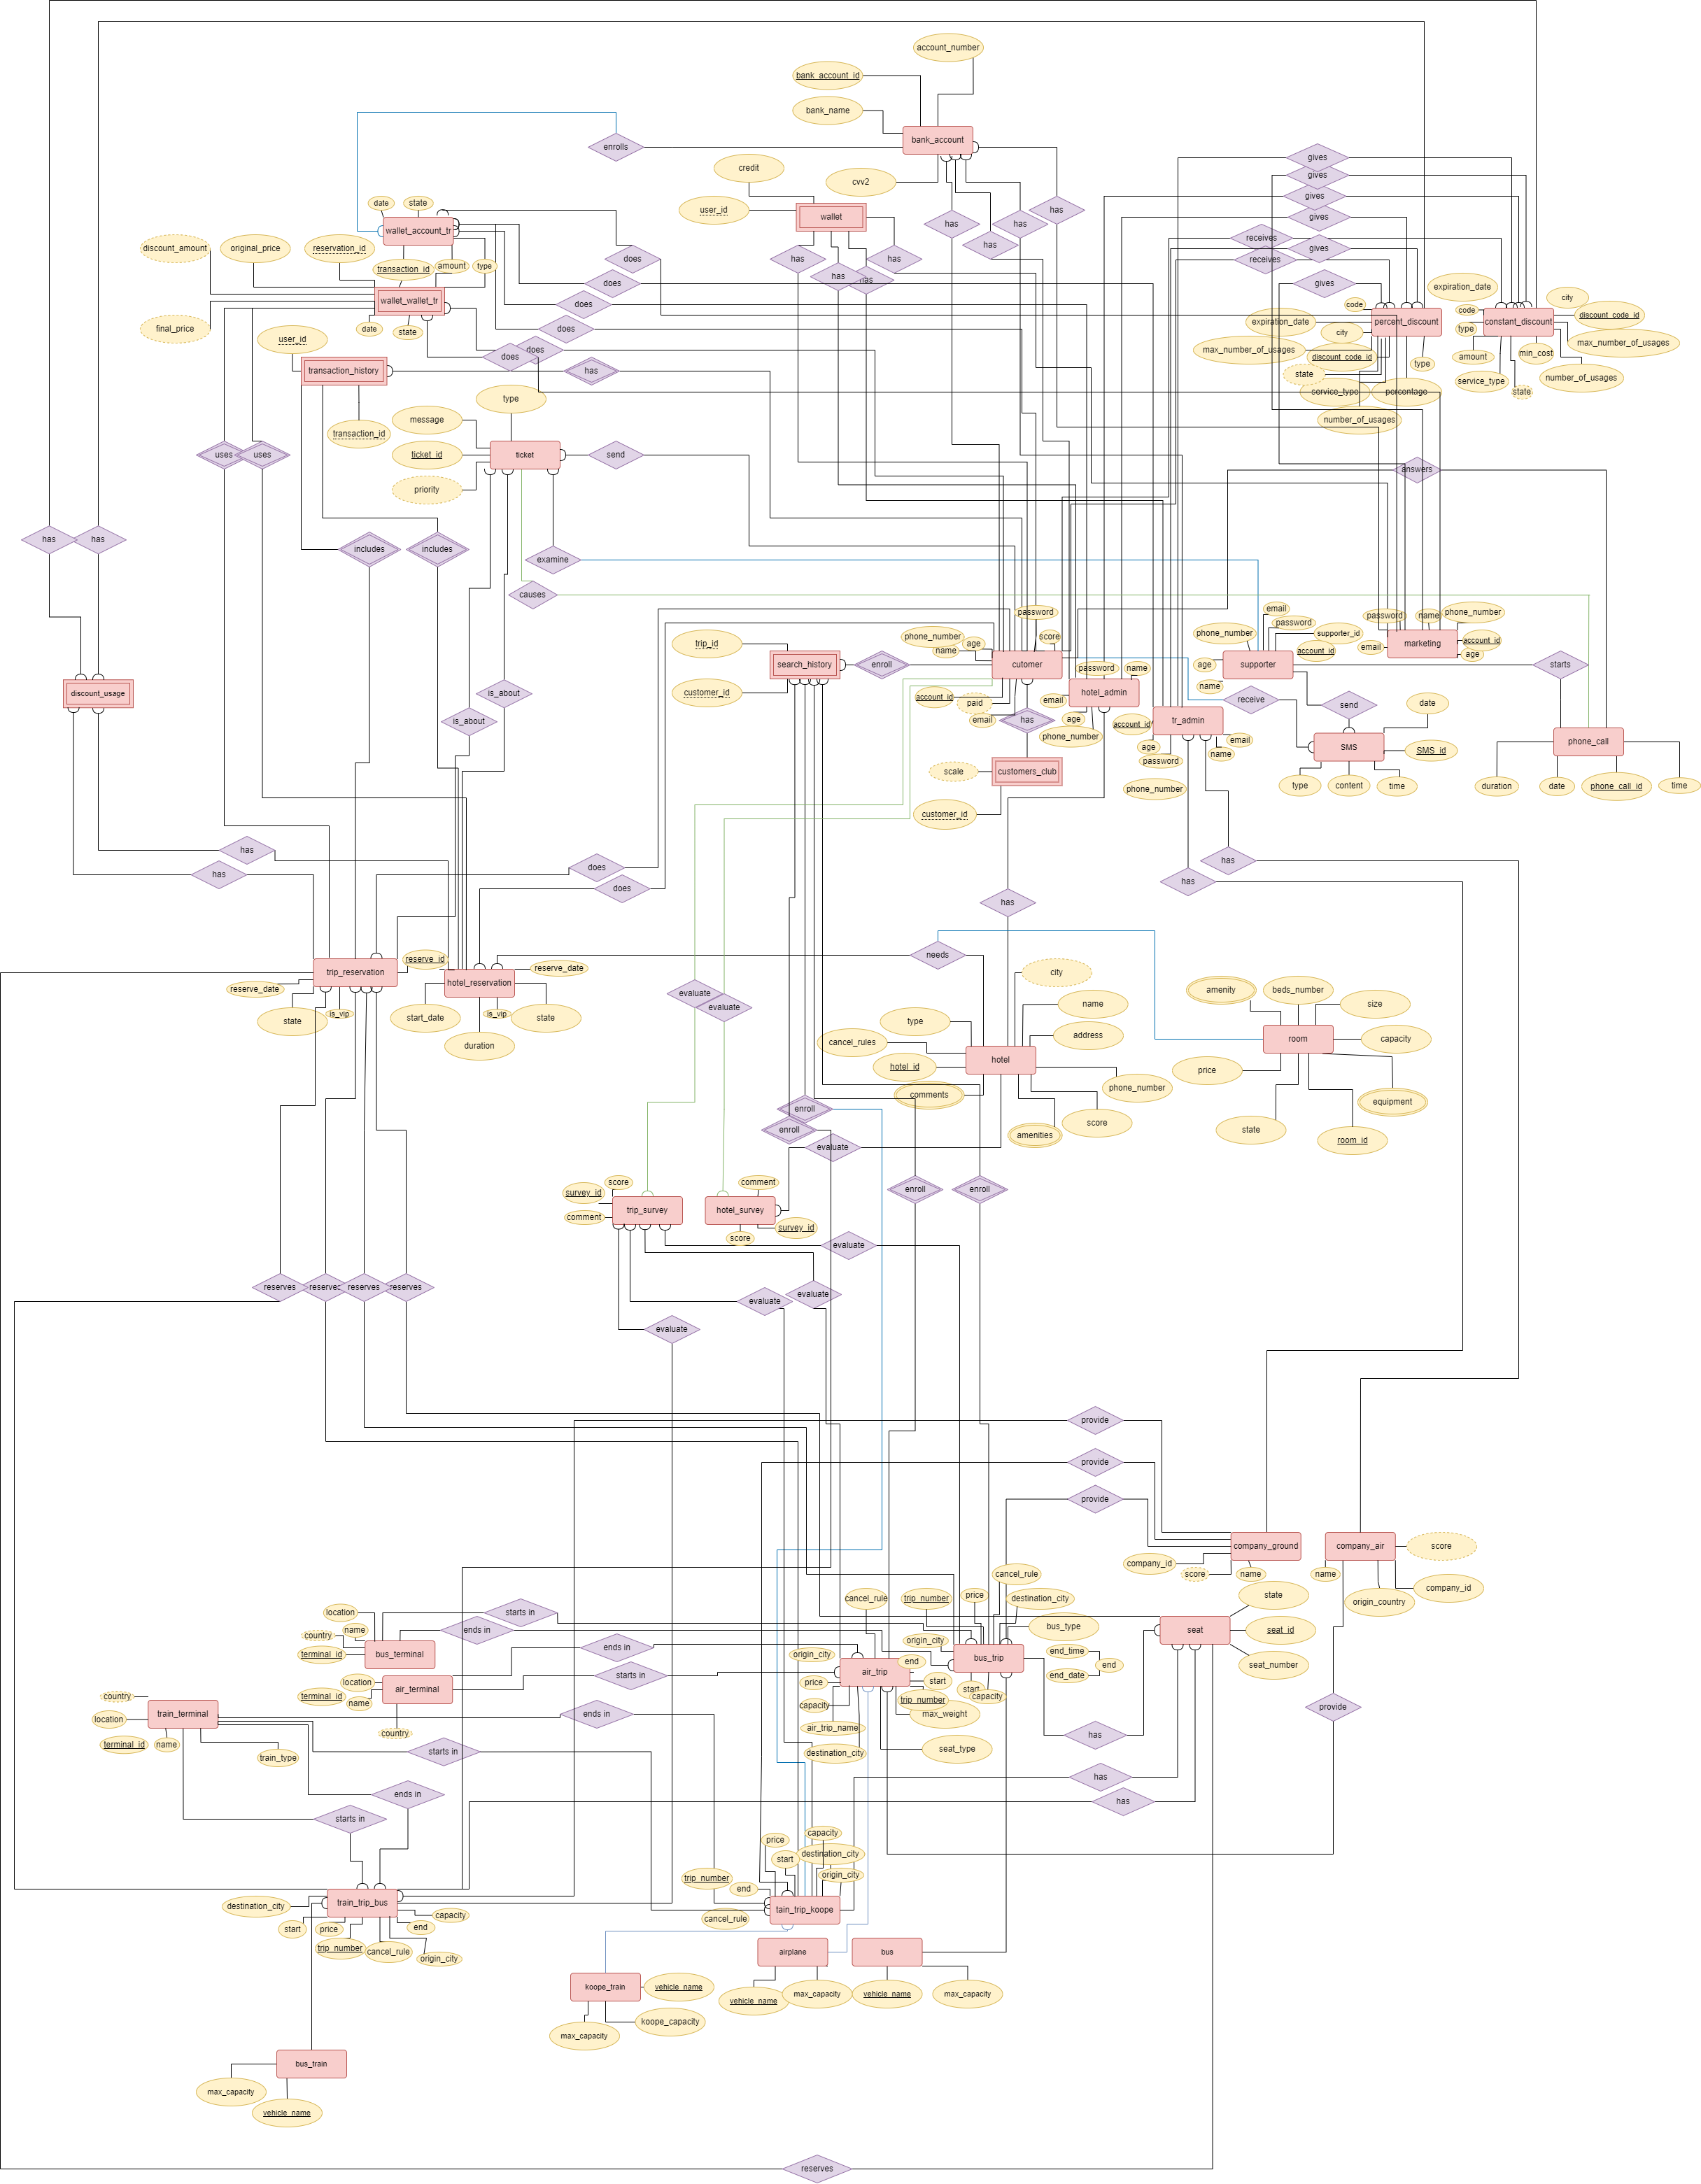 account_number
bank_account_id
bank_name
bank_account
enrolls
gives
credit
cvv2
gives
gives
date
state
user_id
wallet
has
has
has
gives
wallet_account_tr
discount_amount
original_price
reservation_id
receives
gives
has
has
has
does
receives
transaction_id
amount
type
has
has
does
gives
expiration_date
wallet_wallet_tr
does
code
city
code
discount_code_id
final_price
date
state
does
expiration_date
percent_discount
type
constant_discount
city
user_id
max_number_of_usages
does
does
max_number_of_usages
discount_code_id
amount
min_cost
transaction_history
has
state
type
service_type
number_of_usages
service_type
percentage
state
type
message
number_of_usages
transaction_id
ticket_id
ticket
send
uses
uses
answers
priority
has
has
includes
includes
examine
causes
email
password
password
name
phone_number
phone_number
age
score
phone_number
password
supporter_id
account_id
trip_id
name
account_id
marketing
email
age
search_history
enroll
cutomer
age
supporter
starts
password
name
customer_id
account_id
paid
email
hotel_admin
name
discount_usage
is_about
email
receive
send
date
is_about
has
age
account_id
tr_admin
phone_number
email
SMS
phone_call
SMS_id
age
name
password
scale
customers_club
type
content
time
duration
date
phone_call_id
time
phone_number
customer_id
has
has
has
does
has
does
has
needs
reserve_id
trip_reservation
reserve_date
city
hotel_reservation
reserve_date
evaluate
amenity
beds_number
size
evaluate
name
state
is_vip
start_date
is_vip
state
type
address
capacity
room
duration
cancel_rules
hotel
hotel_id
price
phone_number
comments
equipment
enroll
score
state
enroll
amenities
room_id
evaluate
score
comment
survey_id
enroll
enroll
trip_survey
hotel_survey
comment
survey_id
score
evaluate
reserves
reserves
reserves
reserves
evaluate
evaluate
evaluate
provide
provide
provide
company_ground
company_air
score
company_id
score
name
name
company_id
cancel_rule
origin_country
cancel_rule
trip_number
price
destination_city
state
location
starts in
bus_type
name
country
ends in
seat
seat_id
origin_city
ends in
end_time
terminal_id
bus_terminal
origin_city
bus_trip
end
end
seat_number
location
starts in
air_trip
end_date
air_terminal
price
start
start
country
terminal_id
name
capacity
trip_number
capacity
provide
location
train_terminal
ends in
max_weight
country
air_trip_name
has
terminal_id
name
starts in
destination_city
seat_type
train_type
has
ends in
has
starts in
capacity
price
destination_city
start
origin_city
trip_number
end
train_trip_bus
destination_city
tain_trip_koope
capacity
cancel_rule
start
price
end
trip_number
cancel_rule
origin_city
airplane
bus
koope_train
vehicle_name
vehicle_name
max_capacity
vehicle_name
max_capacity
koope_capacity
max_capacity
bus_train
max_capacity
vehicle_name
reserves